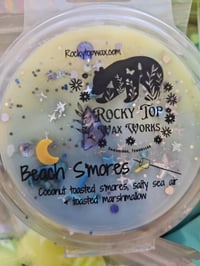 Rockytopwax.com
Rocky Top
Wax Works
Beach S'mores
Coconut toasted s'mores, salty sea air
+ toasted marshmallow